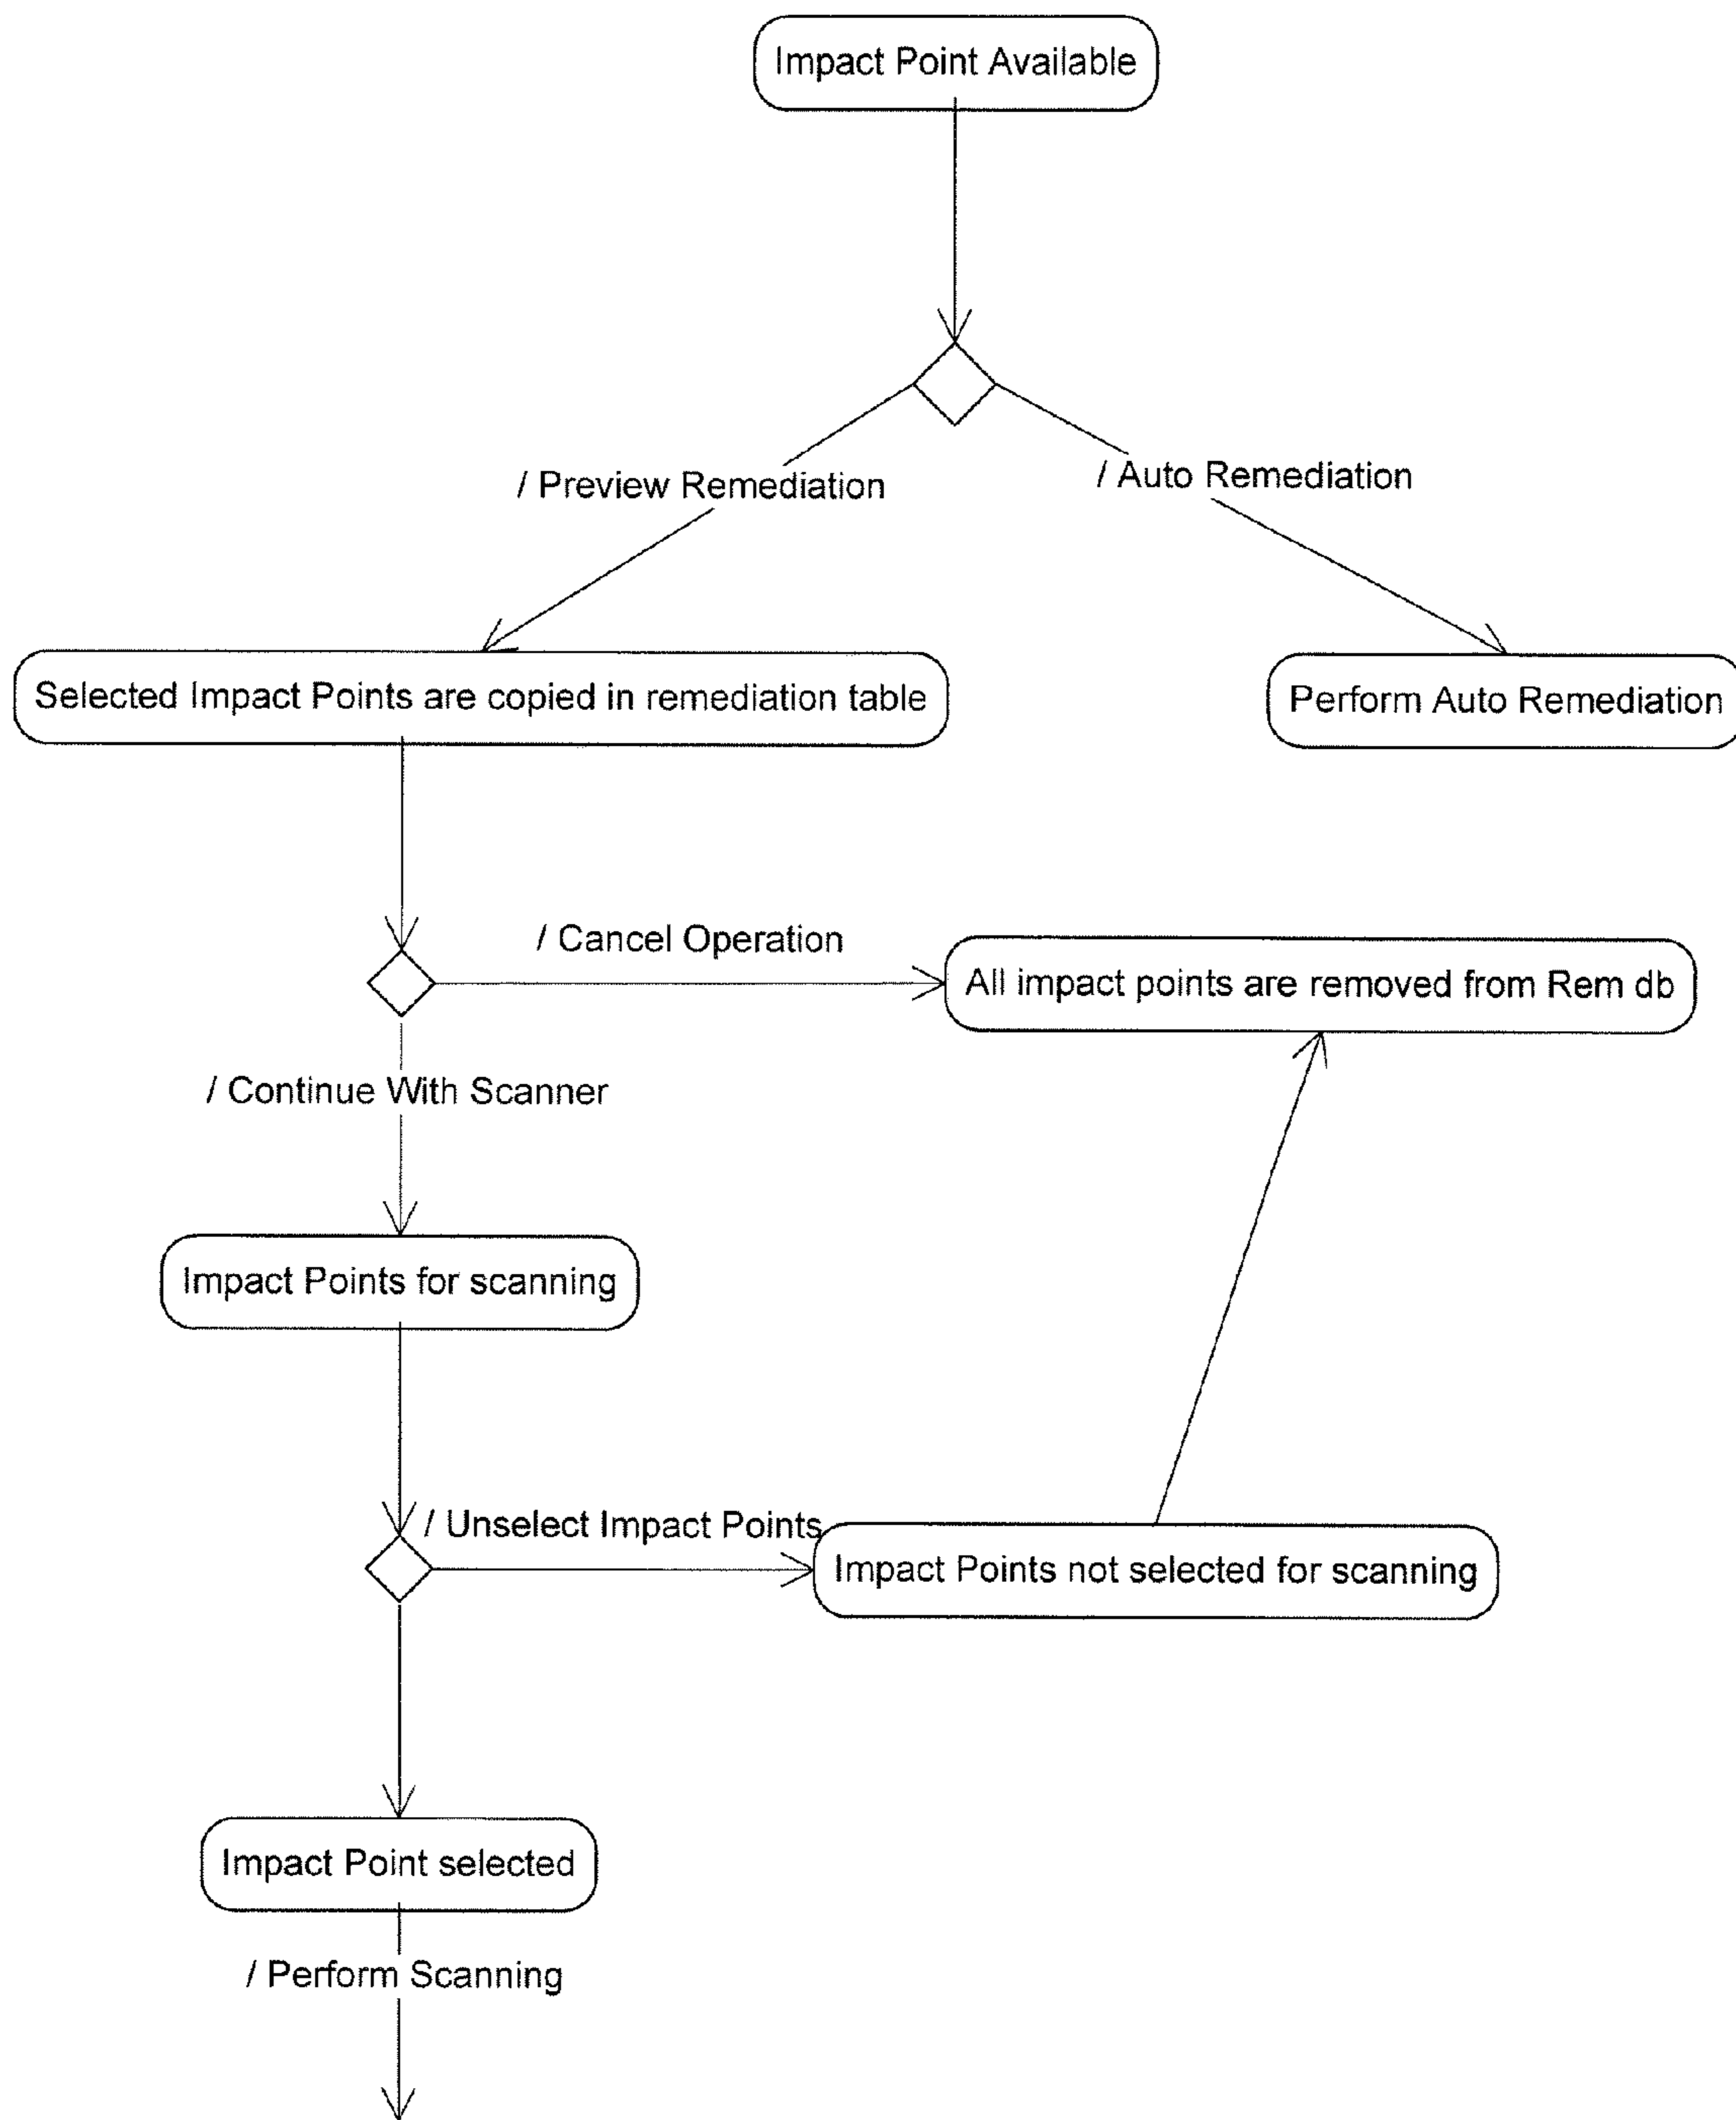 Impact Point Available
/ Preview Remediation
/ Auto Remediation
Selected Impact Points are copied in remediation table
Perform Auto Remediation
/ Cancel Operation
All impact points are removed from Rem db
/ Continue With Scanner
Impact Points for scanning
/ Unselect Impact Points
Impact Points not selected for scanning
Impact Point selected
/ Perform Scanning